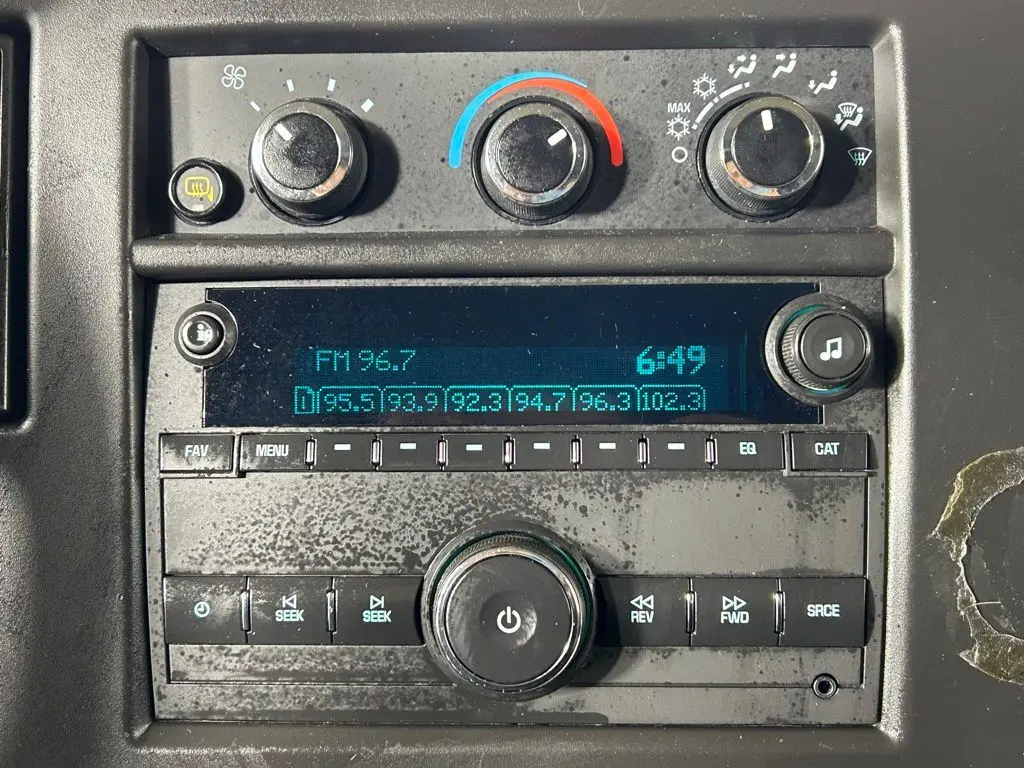 MAX
FM 96.7 6:49
1 95.5 93.9 92.3 94.7 96.3 102.3
FAV MENU EQ CAT
SEEK SEEK REV FWD SRCE